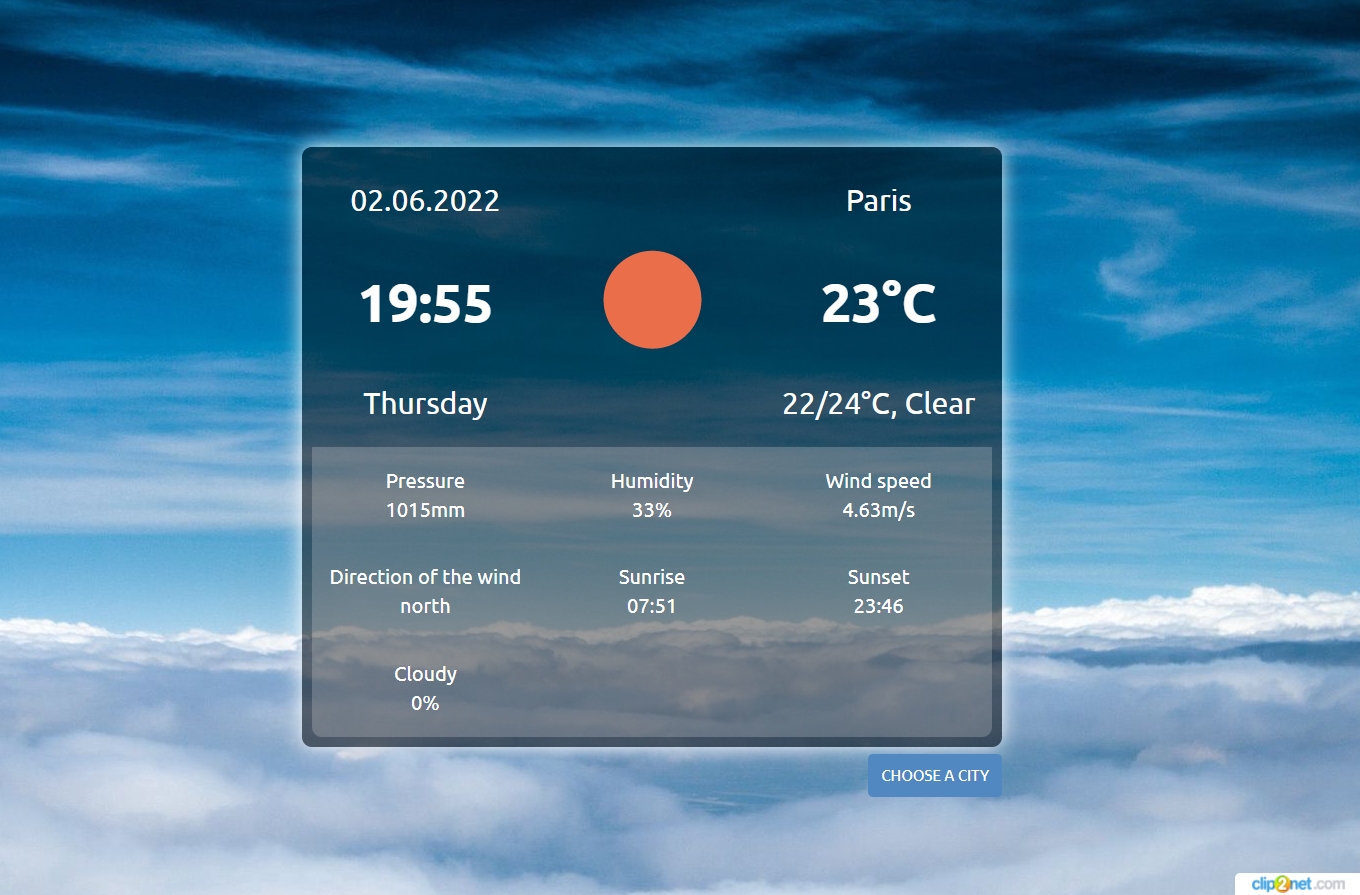 02.06.2022
Paris
19:55
23°C
Thursday
22/24°C, Clear
Pressure
1015mm
Humidity
33%
Wind speed
4.63m/s
Direction of the wind
north
Sunrise
07:51
Sunset
23:46
Cloudy
0%
CHOOSE A CITY
clip2net.com